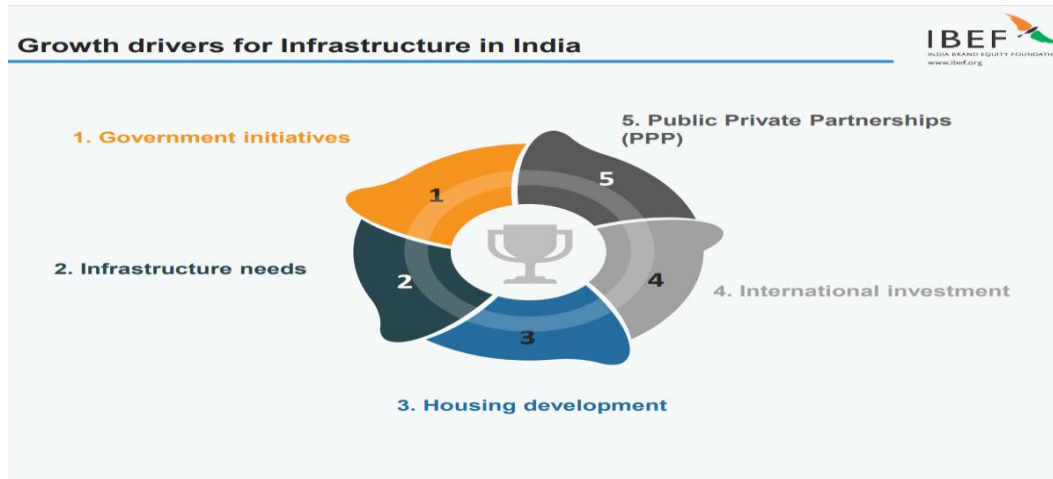 Growth drivers for Infrastructure in India
IBEF
INDIA BRAND EQUITY FOUNDATIO
www.ibef.org
1. Government initiatives
5. Public Private Partnerships
(PPP)
1
5
2. Infrastructure needs
2
4
4. International investment
3
3. Housing development